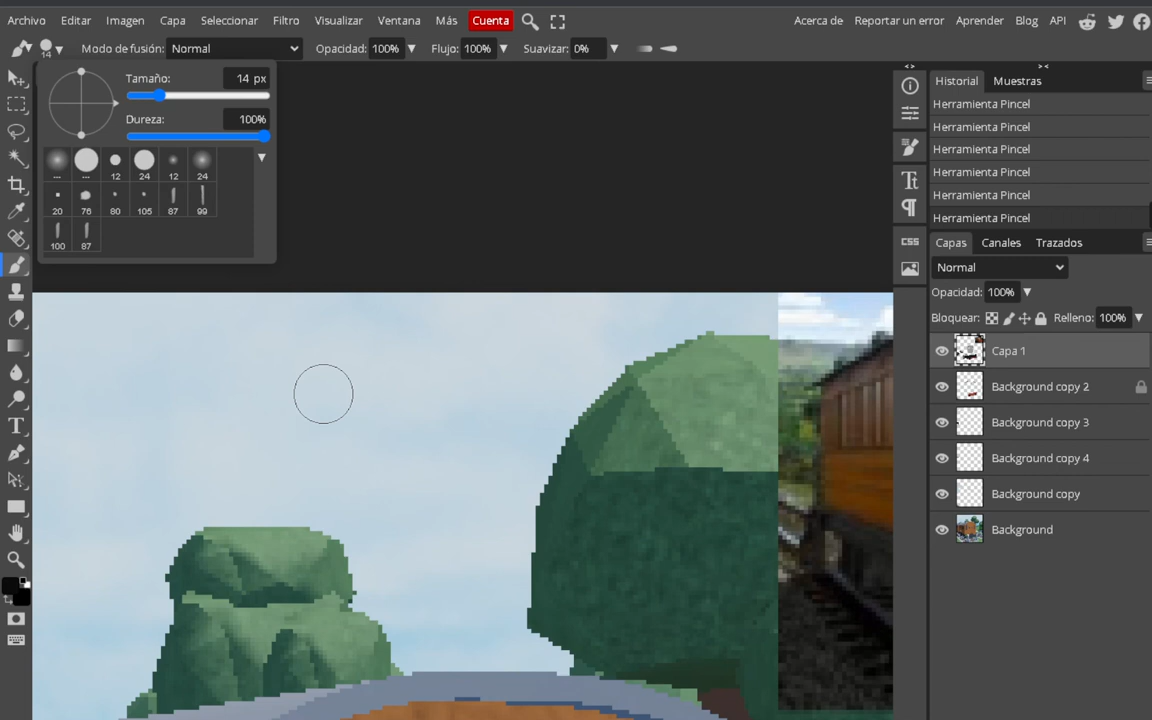 Archivo Editar Imagen Capa Seleccionar Filtro Visualizar Ventana Más Cuenta Acerca de Reportar un error Aprender Blog API
14 Modo de fusión: Normal Opacidad: 100% Flujo: 100% Suavizar: 0%
Tamaño: 14 px
Dureza: 100%
... ... 12 24 12 24
20 76 80 105 87 99
100 87
< > > <
Historial Muestras
Herramienta Pincel
Herramienta Pincel
Herramienta Pincel
Herramienta Pincel
Herramienta Pincel
Herramienta Pincel
CSS
Capas Canales Trazados
Normal
Opacidad: 100%
Bloquear: Relleno: 100%
Capa 1
Background copy 2
Background copy 3
Background copy 4
Background copy
Background